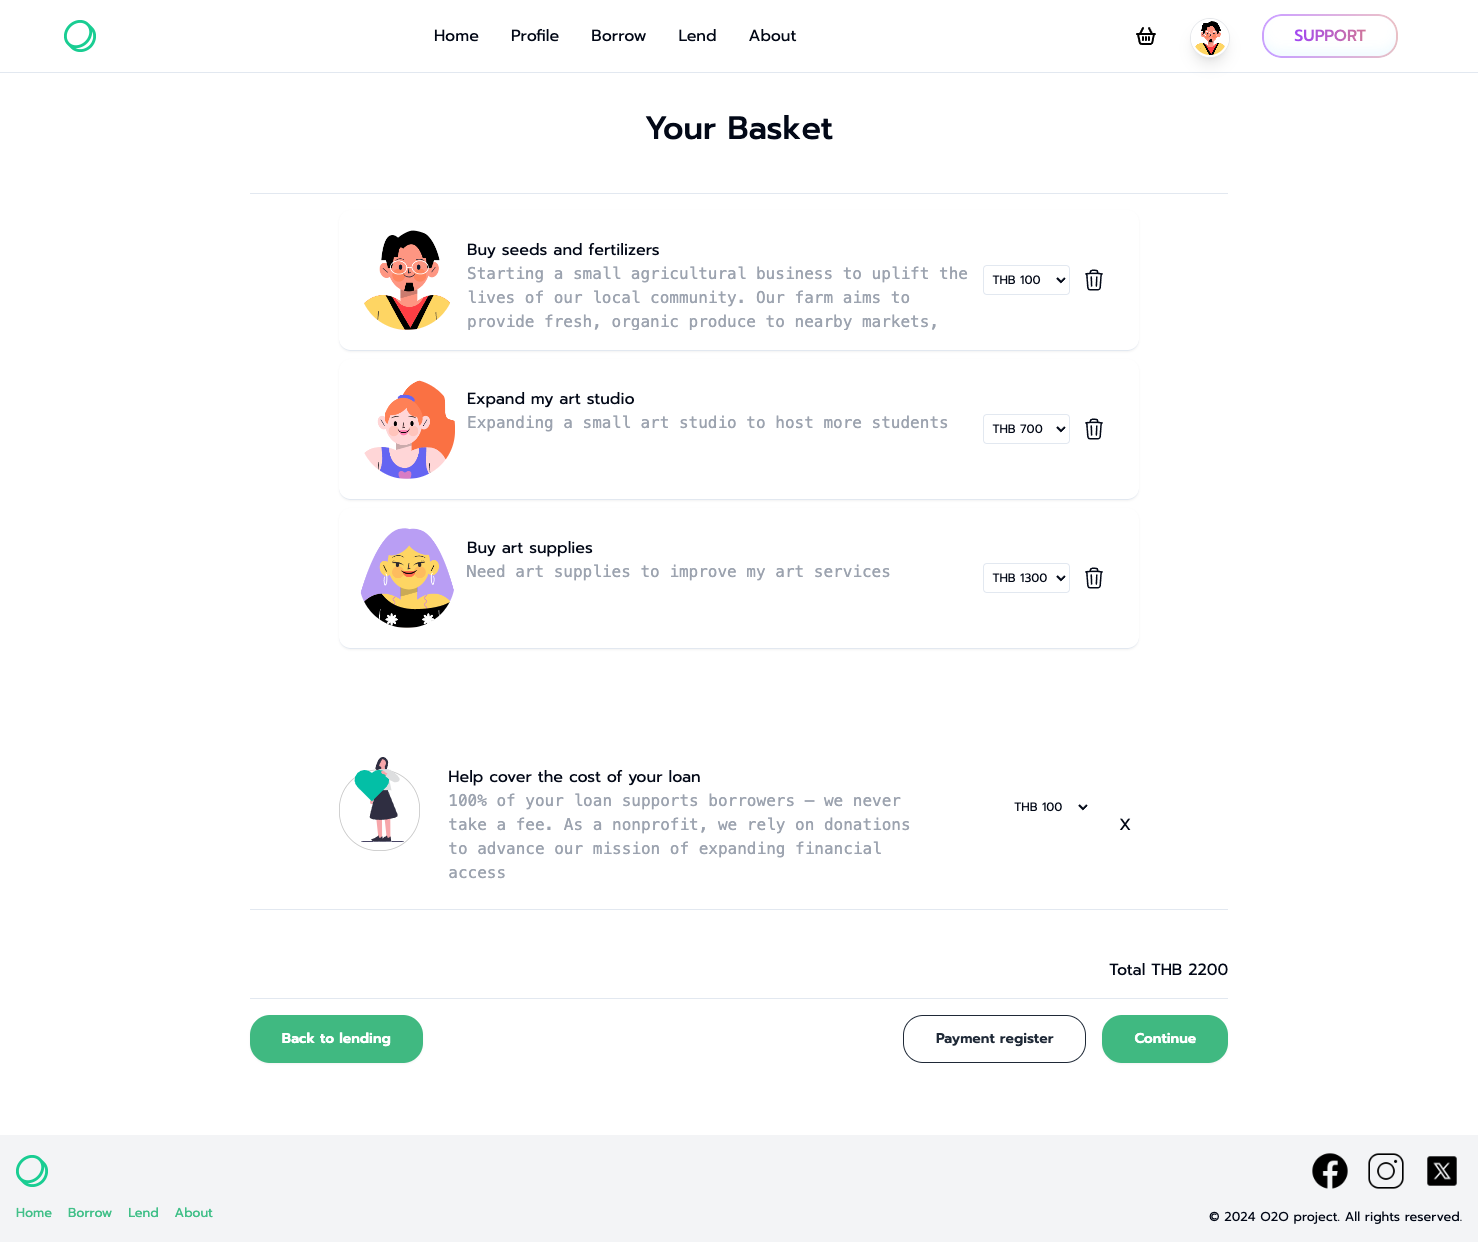 Home Profile Borrow Lend About SUPPORT
Your Basket
Buy seeds and fertilizers
Starting a small agricultural business to uplift the
lives of our local community. Our farm aims to
provide fresh, organic produce to nearby markets,
THB 100
Expand my art studio
Expanding a small art studio to host more students
THB 700
Buy art supplies
Need art supplies to improve my art services
THB 1300
Help cover the cost of your loan
100% of your loan supports borrowers — we never
take a fee. As a nonprofit, we rely on donations
to advance our mission of expanding financial
access
THB 100
X
Total THB 2200
Back to lending Payment register Continue
Home Borrow Lend About
© 2024 O2O project. All rights reserved.